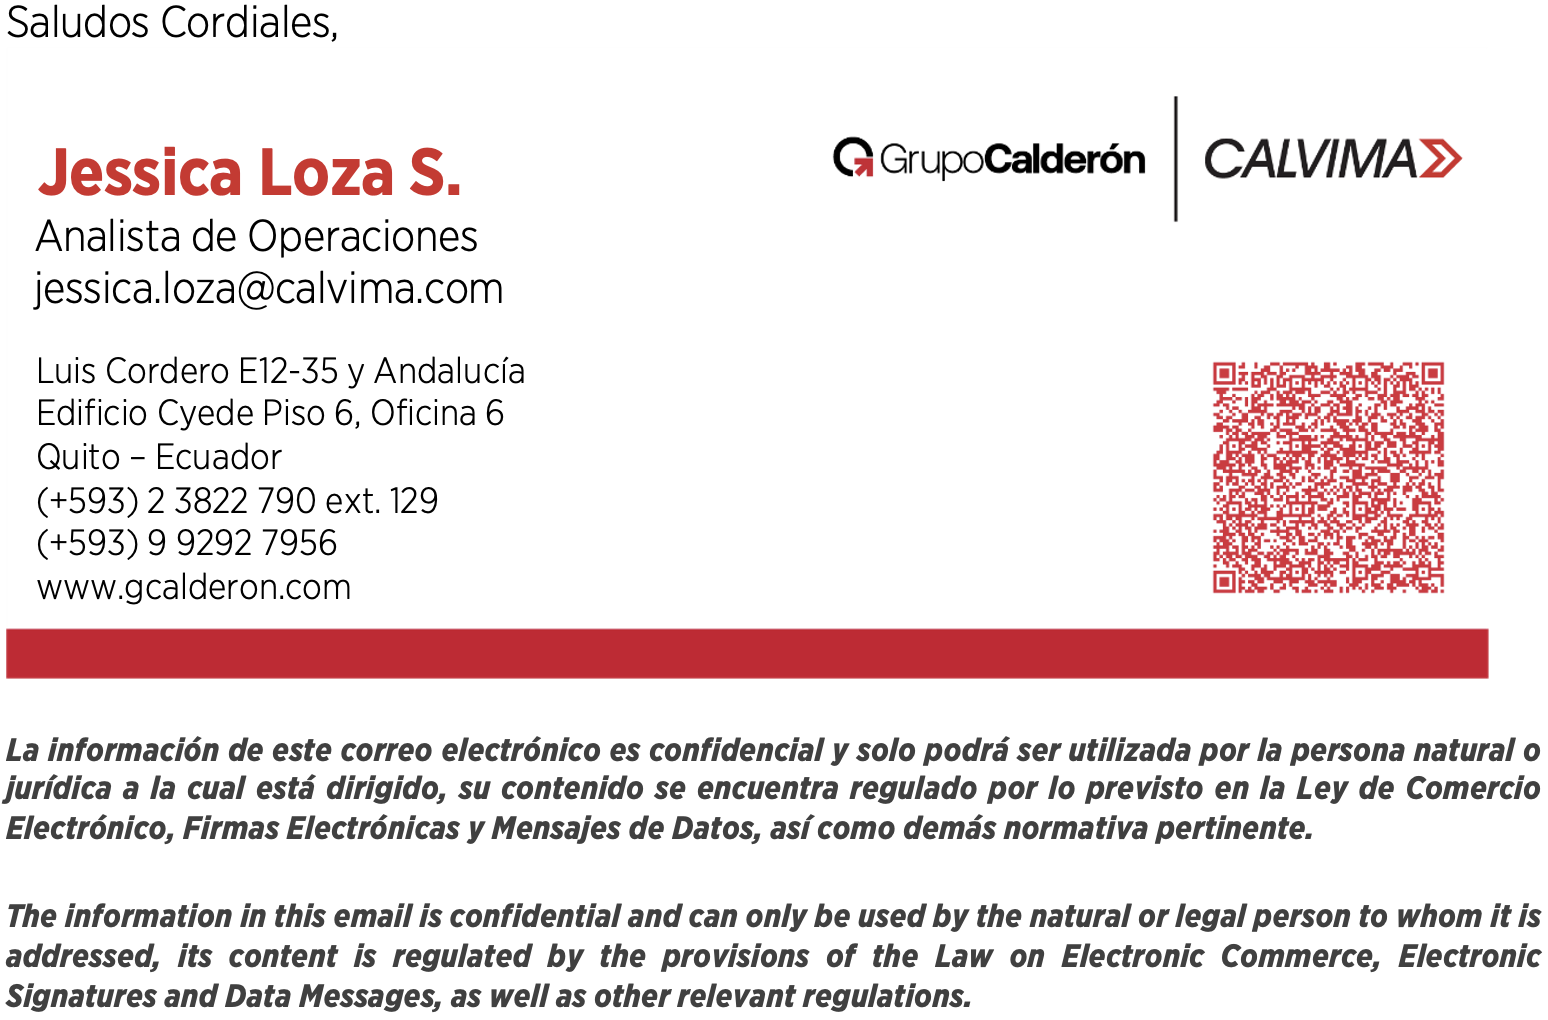 Saludos Cordiales,
Jessica Loza S.
Analista de Operaciones
jessica.loza@calvima.com
GrupoCalderón
CALVIMA
Luis Cordero E12-35 y Andalucía
Edificio Cyede Piso 6, Oficina 6
Quito – Ecuador
(+593) 2 3822 790 ext. 129
(+593) 9 9292 7956
www.gcalderon.com
La información de este correo electrónico es confidencial y solo podrá ser utilizada por la persona natural o
jurídica a la cual está dirigido, su contenido se encuentra regulado por lo previsto en la Ley de Comercio
Electrónico, Firmas Electrónicas y Mensajes de Datos, así como demás normativa pertinente.
The information in this email is confidential and can only be used by the natural or legal person to whom it is
addressed, its content is regulated by the provisions of the Law on Electronic Commerce, Electronic
Signatures and Data Messages, as well as other relevant regulations.